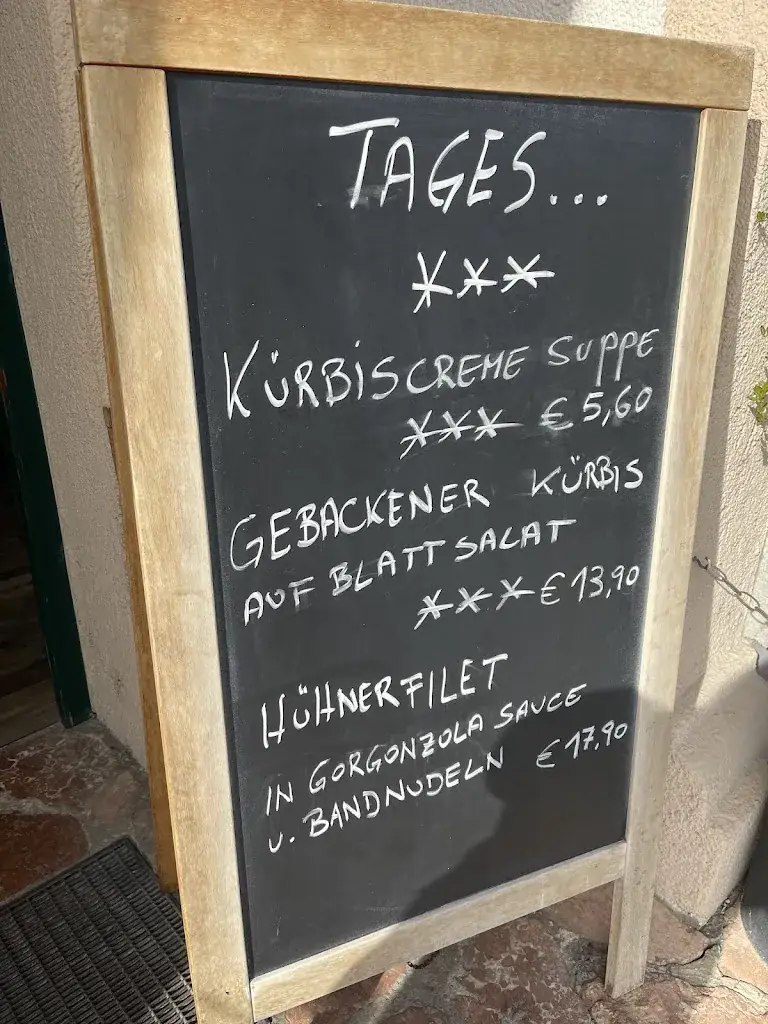 TAGES...
***
KÜRBISCREME SUPPE
*** € 5,60
GEBACKENER KÜRBIS
AUF BLATTSALAT
*** € 13,90
HÜHNERFILET
IN GORGONZOLA SAUCE
U. BANDNUDELN € 17,90